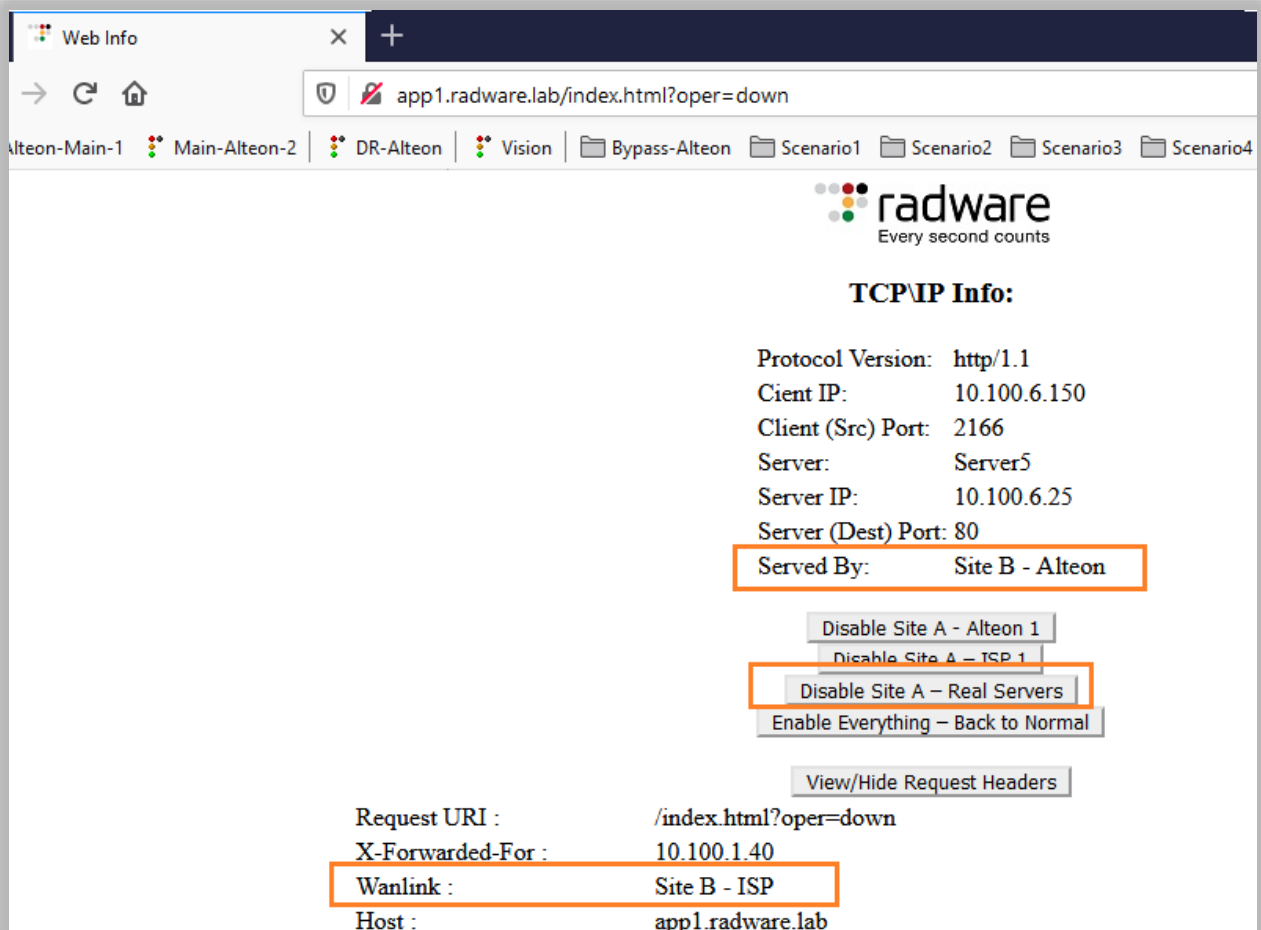 Web Info
app1.radware.lab/index.html?oper=down
Alteon-Main-1 Main-Alteon-2 DR-Alteon Vision Bypass-Alteon Scenario1 Scenario2 Scenario3 Scenario4
radware
Every second counts
TCP\IP Info:
Protocol Version: http/1.1
Cient IP: 10.100.6.150
Client (Src) Port: 2166
Server: Server5
Server IP: 10.100.6.25
Server (Dest) Port: 80
Served By: Site B - Alteon
Disable Site A - Alteon 1
Disable Site A – ISP 1
Disable Site A – Real Servers
Enable Everything – Back to Normal
View/Hide Request Headers
Request URI : /index.html?oper=down
X-Forwarded-For : 10.100.1.40
Wanlink : Site B - ISP
Host : app1.radware.lab